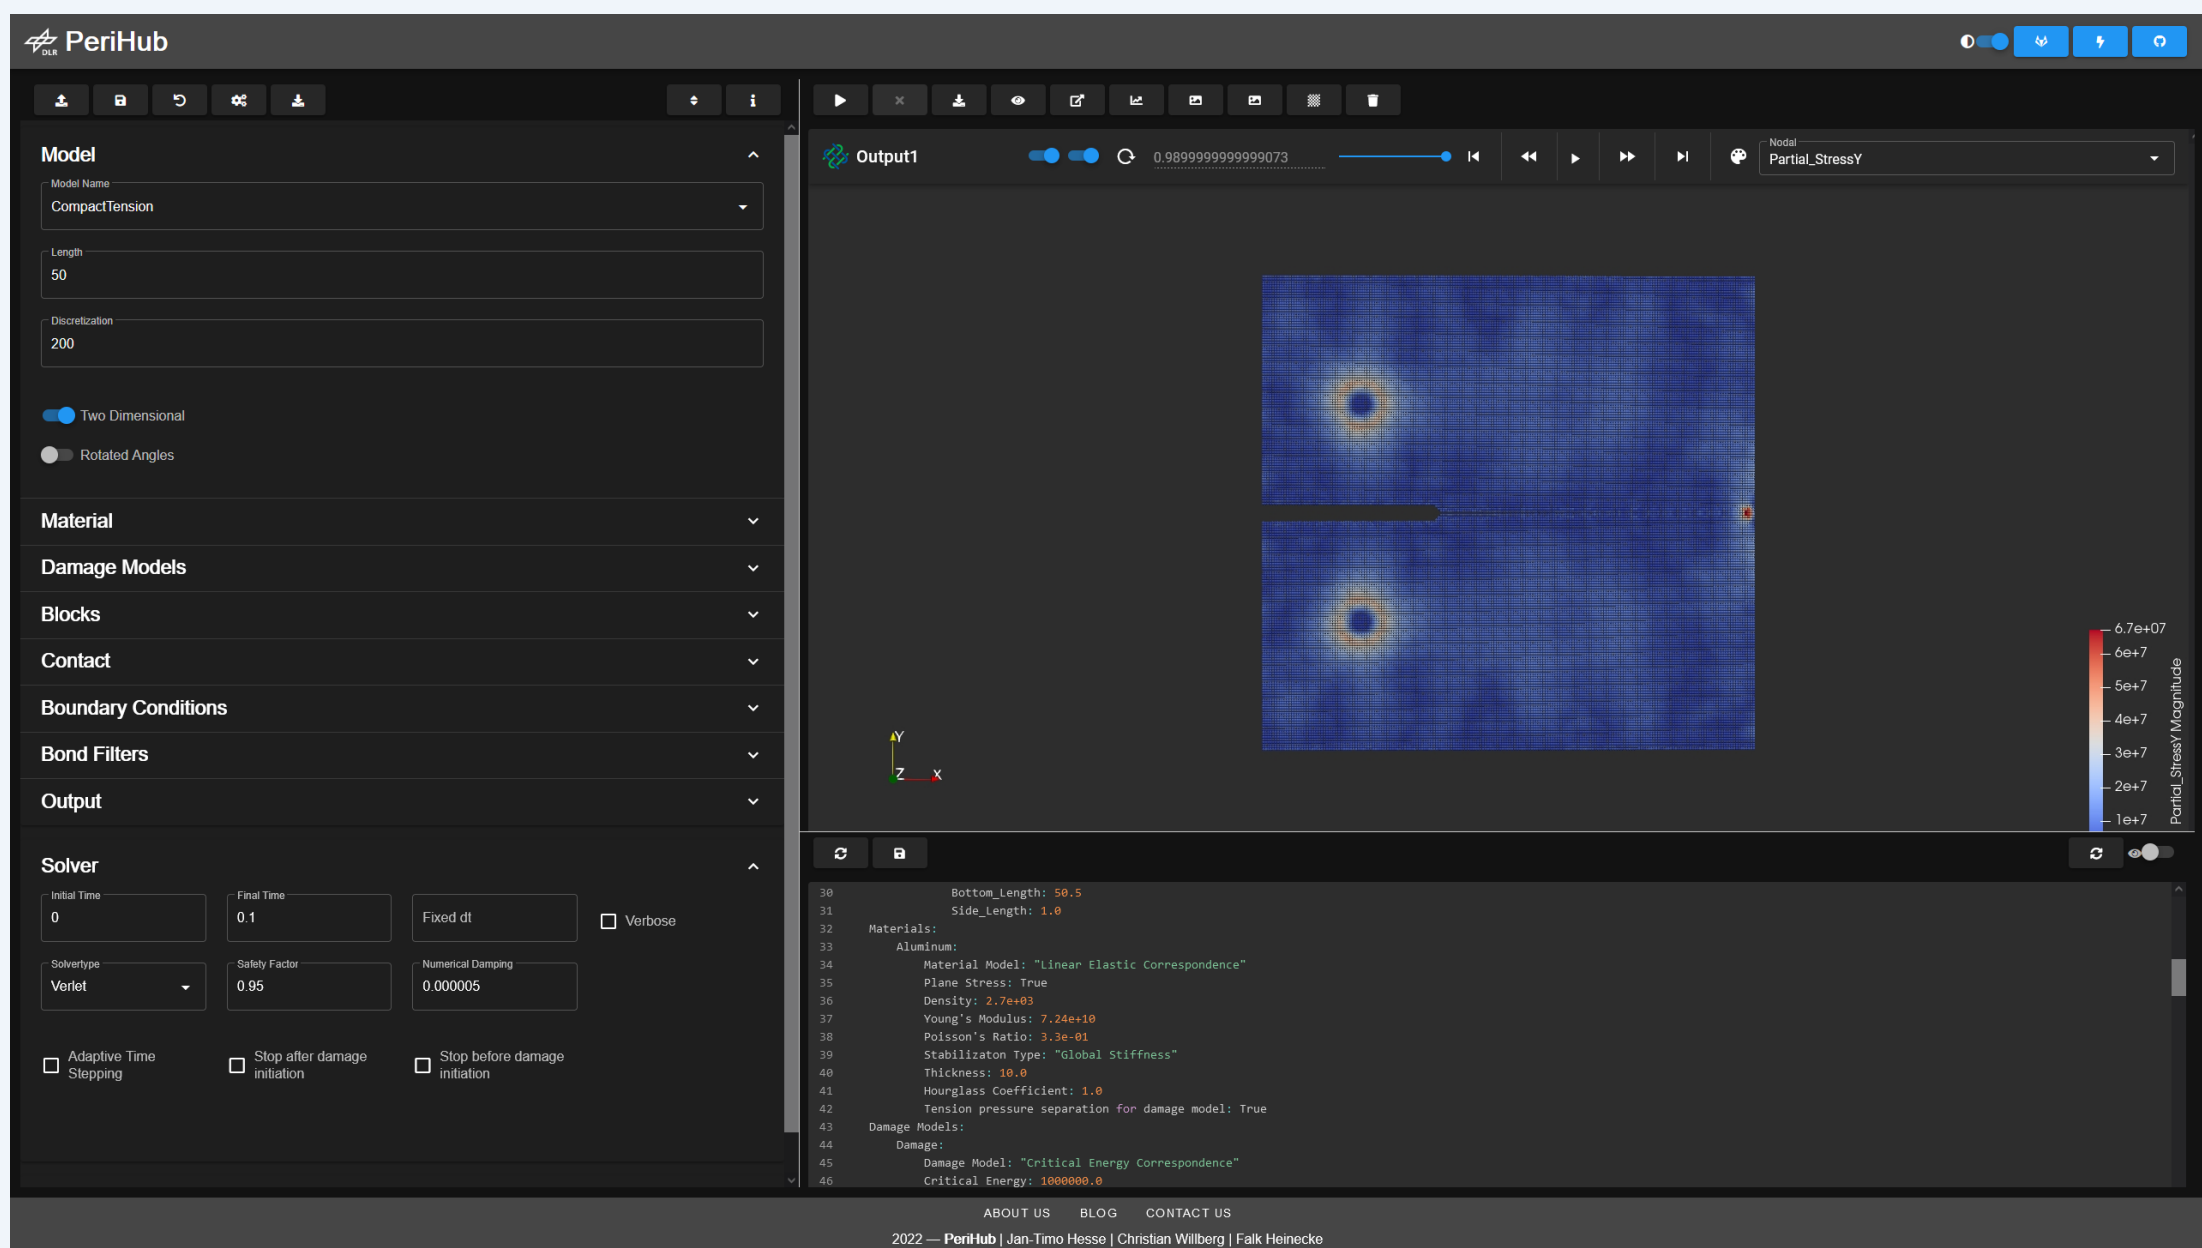 DLR PeriHub
Model
Model Name
CompactTension
Length
50
Discretization
200
Two Dimensional
Rotated Angles
Material
Damage Models
Blocks
Contact
Boundary Conditions
Bond Filters
Output
Solver
Initial Time
0
Final Time
0.1
Fixed dt
Verbose
Solvertype
Verlet
Safety Factor
0.95
Numerical Damping
0.000005
Adaptive Time
Stepping
Stop after damage
initiation
Stop before damage
initiation
Output1
0.9899999999999073
Nodal
Partial_StressY
Y
Z X
6.7e+07
6e+7
5e+7
4e+7
3e+7
2e+7
1e+7
Partial_StressY Magnitude
30 Bottom_Length: 50.5
31 Side_Length: 1.0
32 Materials:
33 Aluminum:
34 Material Model: "Linear Elastic Correspondence"
35 Plane Stress: True
36 Density: 2.7e+03
37 Young's Modulus: 7.24e+10
38 Poisson's Ratio: 3.3e-01
39 Stabilizaton Type: "Global Stiffness"
40 Thickness: 10.0
41 Hourglass Coefficient: 1.0
42 Tension pressure separation for damage model: True
43 Damage Models:
44 Damage:
45 Damage Model: "Critical Energy Correspondence"
46 Critical Energy: 1000000.0
ABOUT US BLOG CONTACT US
2022 — PeriHub | Jan-Timo Hesse | Christian Willberg | Falk Heinecke